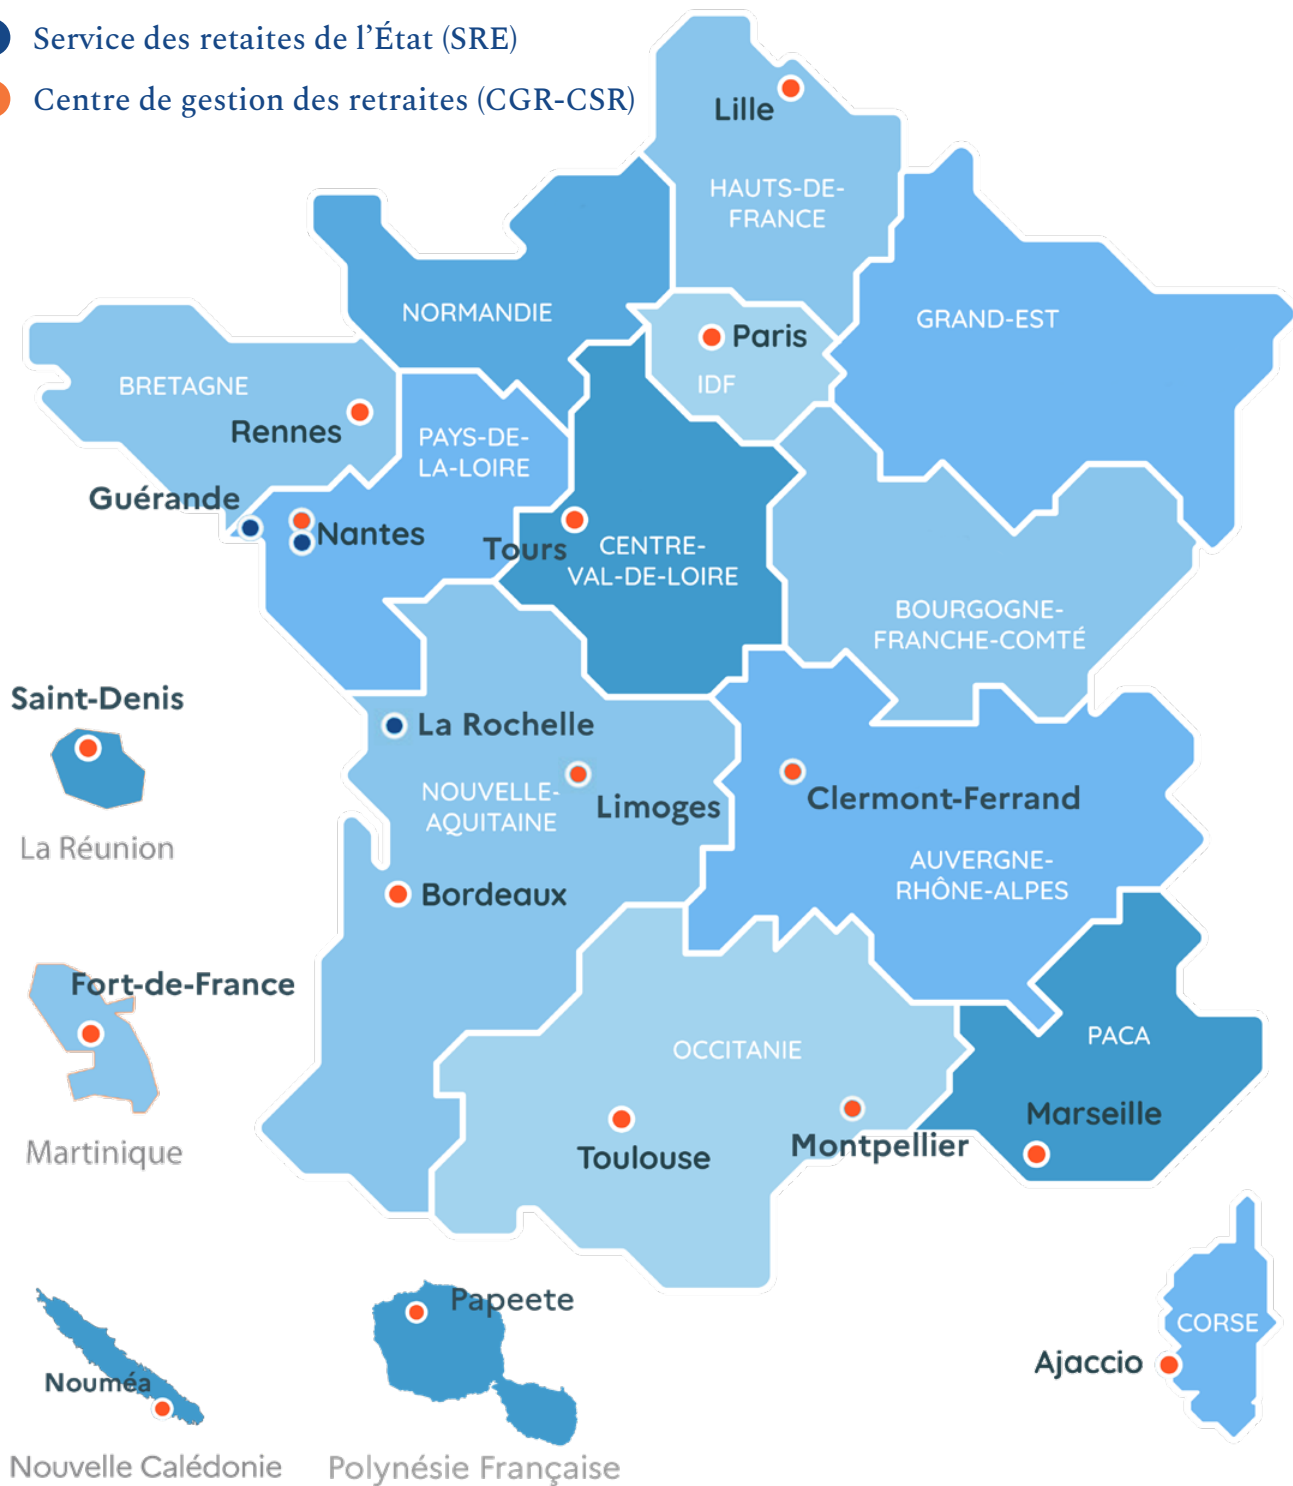 Service des retaites de l’État (SRE)
Centre de gestion des retraites (CGR-CSR)
Lille
HAUTS-DE-
FRANCE
NORMANDIE
GRAND-EST
Paris
IDF
BRETAGNE
Rennes
PAYS-DE-
LA-LOIRE
Guérande
Nantes
Tours
CENTRE-
VAL-DE-LOIRE
BOURGOGNE-
FRANCHE-COMTÉ
Saint-Denis
La Réunion
La Rochelle
NOUVELLE-
AQUITAINE
Limoges
Clermont-Ferrand
AUVERGNE-
RHÔNE-ALPES
Bordeaux
Fort-de-France
Martinique
OCCITANIE
PACA
Toulouse
Montpellier
Marseille
Nouméa
Nouvelle Calédonie
Papeete
Polynésie Française
CORSE
Ajaccio